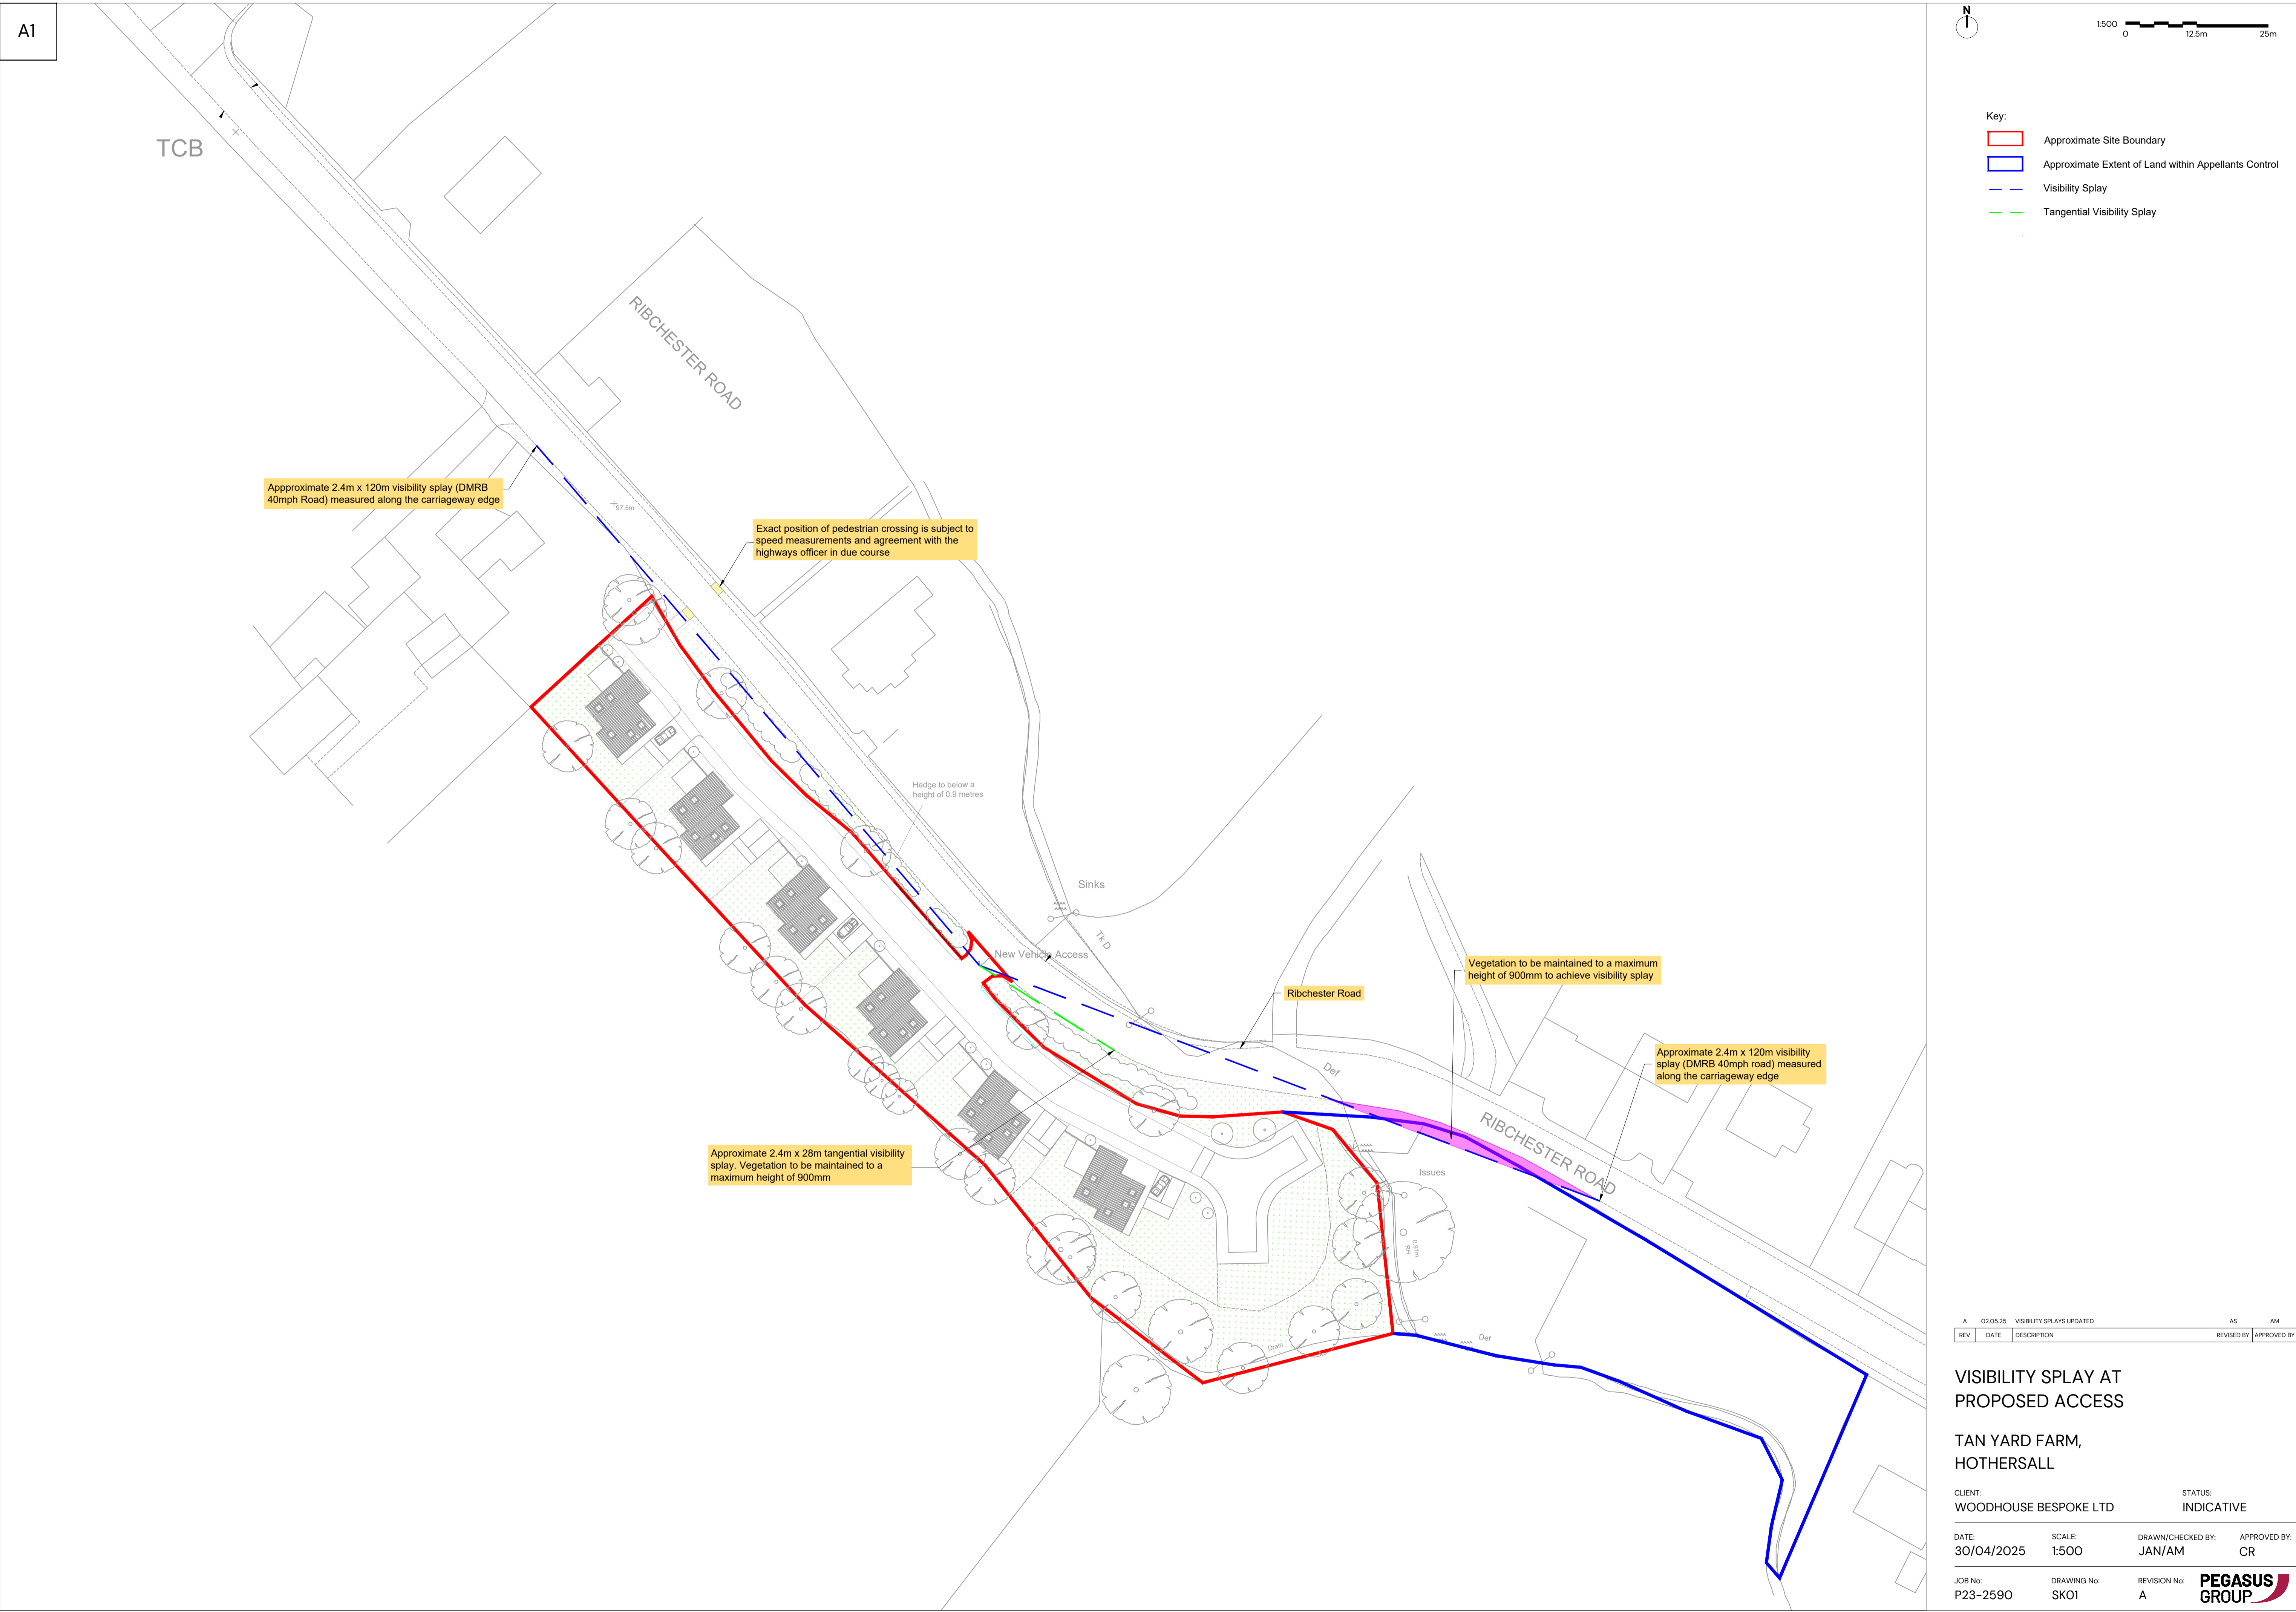 A1
N
1:500
0
12.5m
25m
Key:
Approximate Site Boundary
Approximate Extent of Land within Appellants Control
Visibility Splay
Tangential Visibility Splay
TCB
RIBCHESTER ROAD
Appproximate 2.4m x 120m visibility splay (DMRB
40mph Road) measured along the carriageway edge
97.5m
Exact position of pedestrian crossing is subject to
speed measurements and agreement with the
highways officer in due course
Hedge to below a
height of 0.9 metres
Sinks
Tk D
New Vehicle Access
Ribchester Road
Vegetation to be maintained to a maximum
height of 900mm to achieve visibility splay
Approximate 2.4m x 120m visibility
splay (DMRB 40mph road) measured
along the carriageway edge
Def
RIBCHESTER ROAD
Approximate 2.4m x 28m tangential visibility
splay. Vegetation to be maintained to a
maximum height of 900mm
Issues
0.91m
RH
Def
Drain
A 02.05.25 VISIBILITY SPLAYS UPDATED AS AM
REV DATE DESCRIPTION REVISED BY APPROVED BY
VISIBILITY SPLAY AT
PROPOSED ACCESS
TAN YARD FARM,
HOTHERSALL
CLIENT: STATUS:
WOODHOUSE BESPOKE LTD INDICATIVE
DATE: SCALE: DRAWN/CHECKED BY: APPROVED BY:
30/04/2025 1:500 JAN/AM CR
JOB No: DRAWING No: REVISION No:
P23-2590 SK01 A
PEGASUS
GROUP